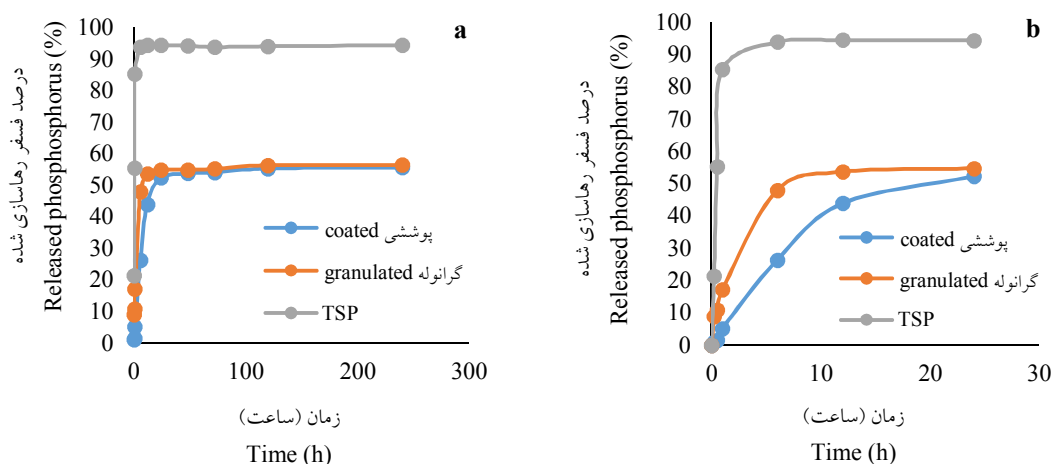 a
درصد فسفر رهاسازی شده
Released phosphorus (%)
100
90
80
70
60
50
40
30
20
10
0
coated پوششی
granulated گرانوله
TSP
0
100
200
300
زمان (ساعت)
Time (h)
b
درصد فسفر رهاسازی شده
Released phosphorus (%)
100
90
80
70
60
50
40
30
20
10
0
coated پوششی
granulated گرانوله
TSP
0
10
20
30
زمان (ساعت)
Time (h)